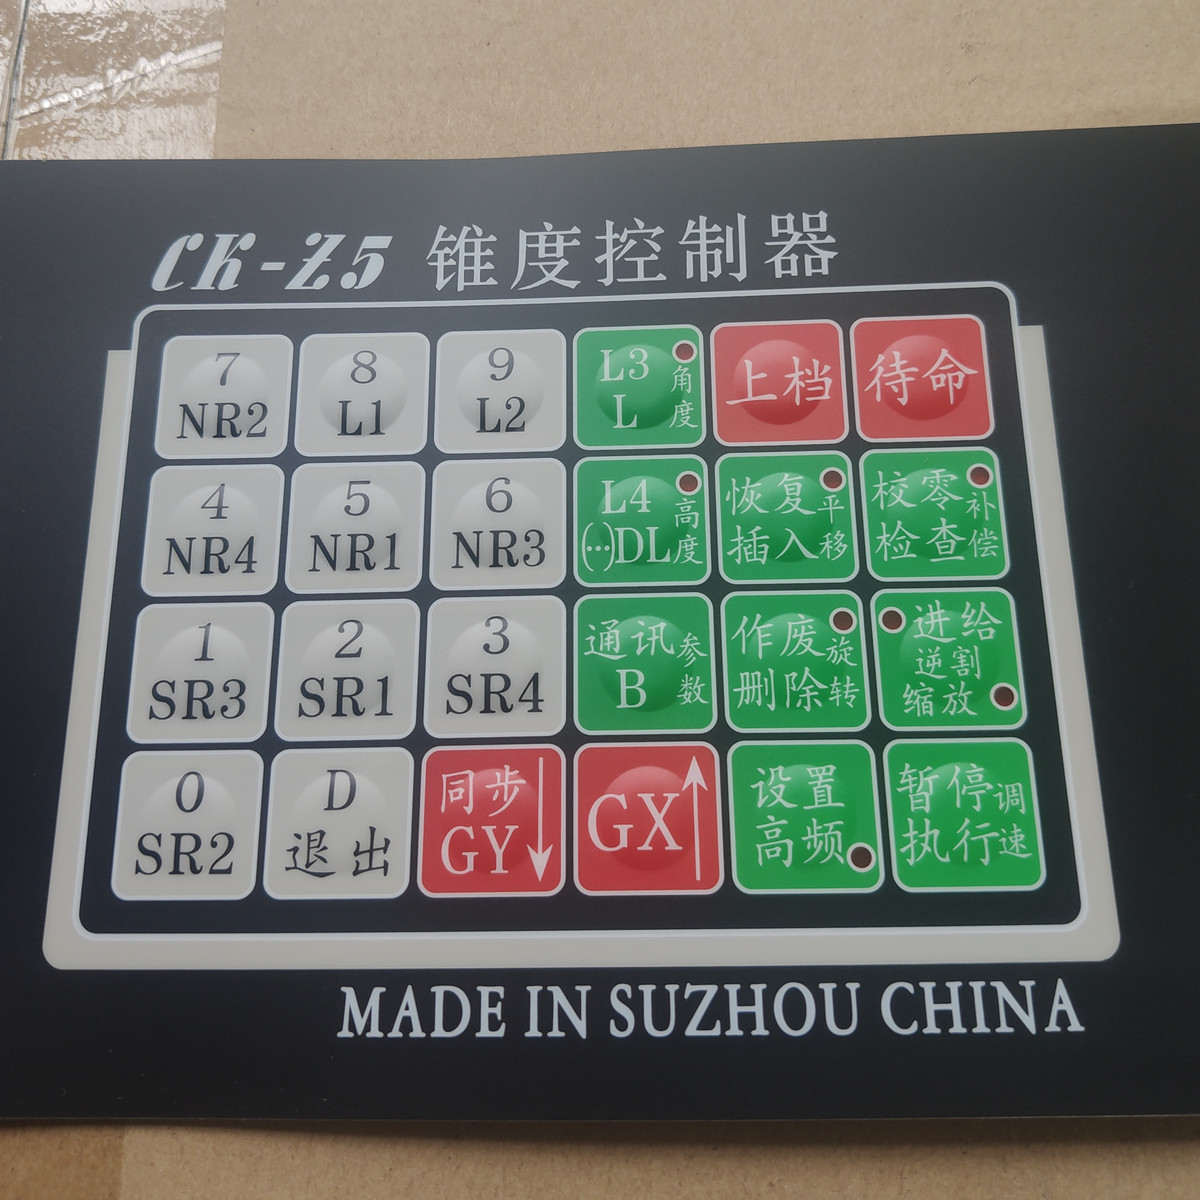 CK-Z5 锥度控制器
7
NR2
8
L1
9
L2
L3
L
角度
上档
待命
4
NR4
5
NR1
6
NR3
L4
(···)DL
高度
恢复
插入
平移
校零
检查
补偿
1
SR3
2
SR1
3
SR4
通讯
B
参数
作废
删除
旋转
进给
逆割
缩放
0
SR2
D
退出
同步
GY
GX
设置
高频
暂停
执行
调速
MADE IN SUZHOU CHINA